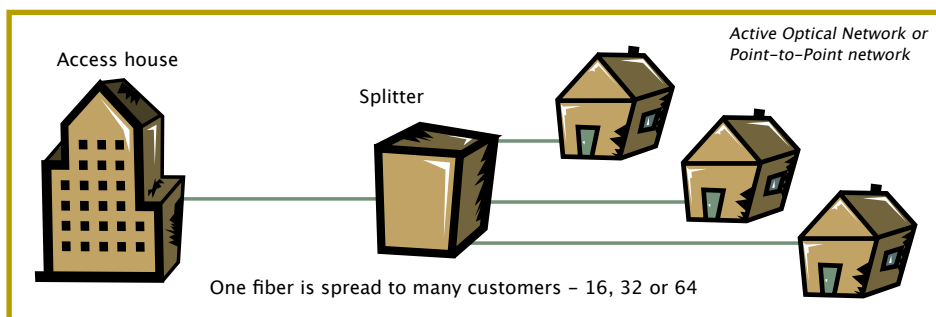 Active Optical Network or
Point-to-Point network
Access house
Splitter
One fiber is spread to many customers – 16, 32 or 64